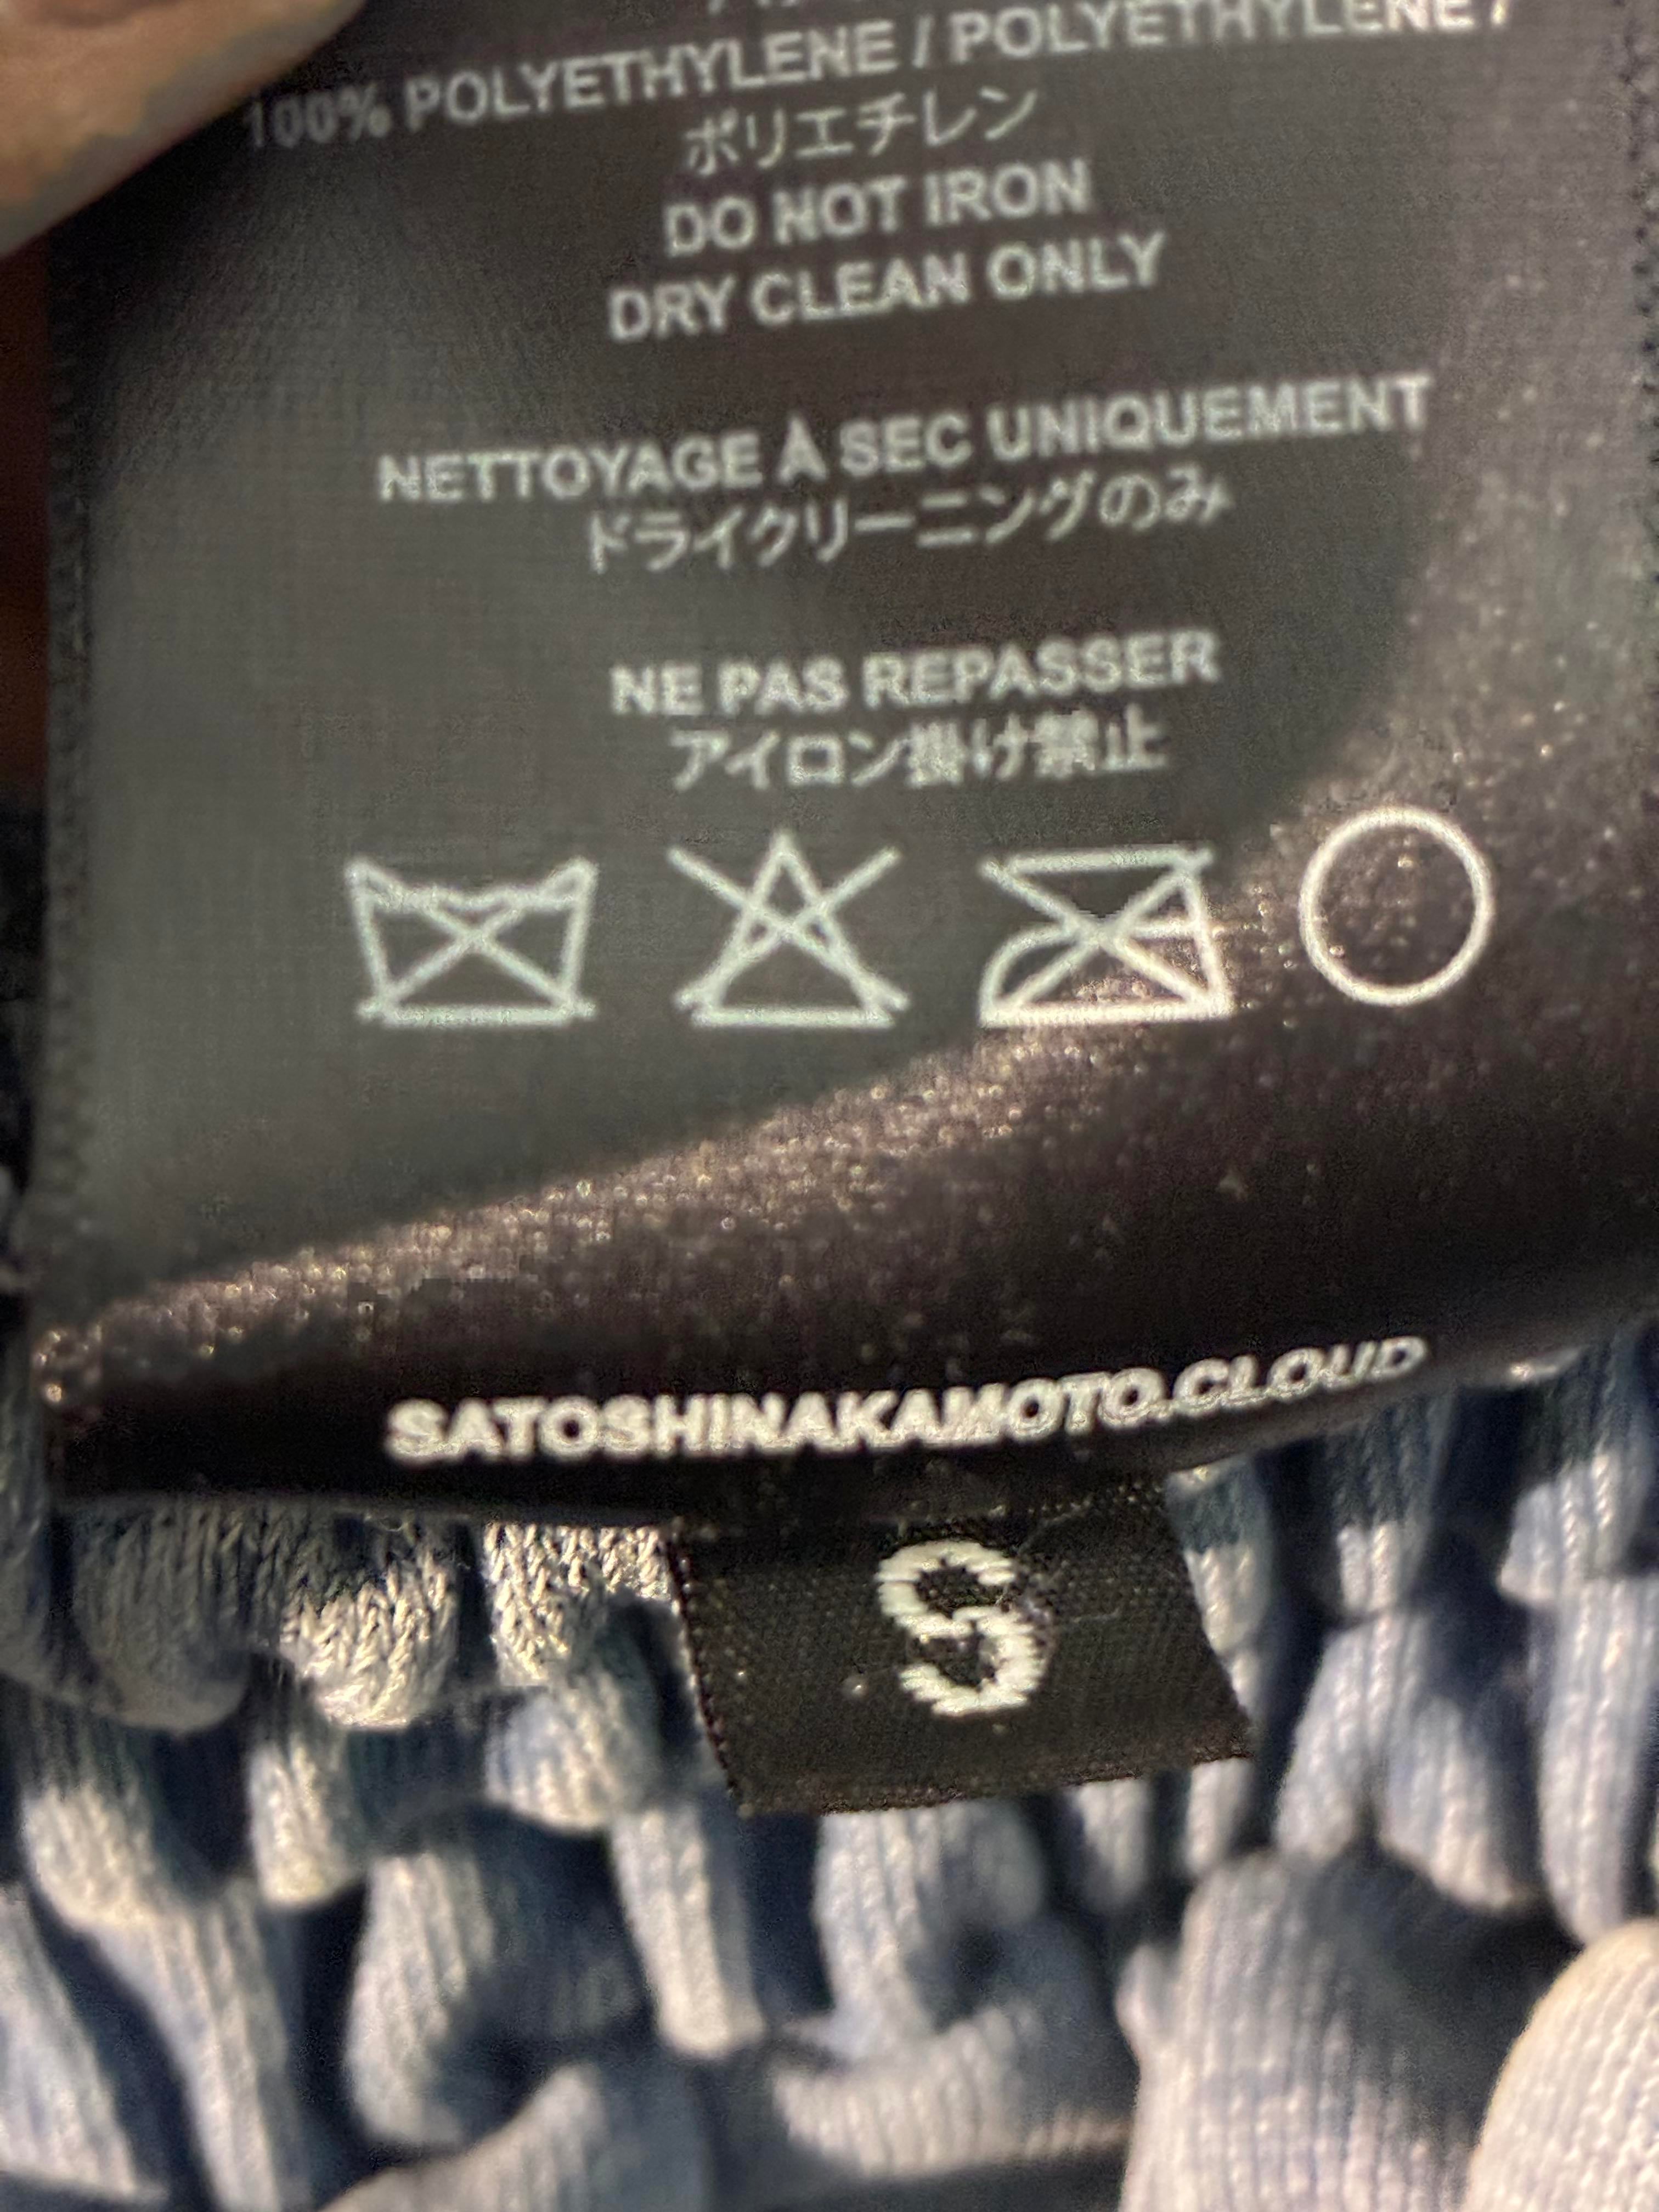 100% POLYETHYLENE / POLYETHYLENE /
ポリエチレン
DO NOT IRON
DRY CLEAN ONLY
NETTOYAGE À SEC UNIQUEMENT
ドライクリーニングのみ
NE PAS REPASSER
アイロン掛け禁止
SATOSHINAKAMOTO.CLOUD
S